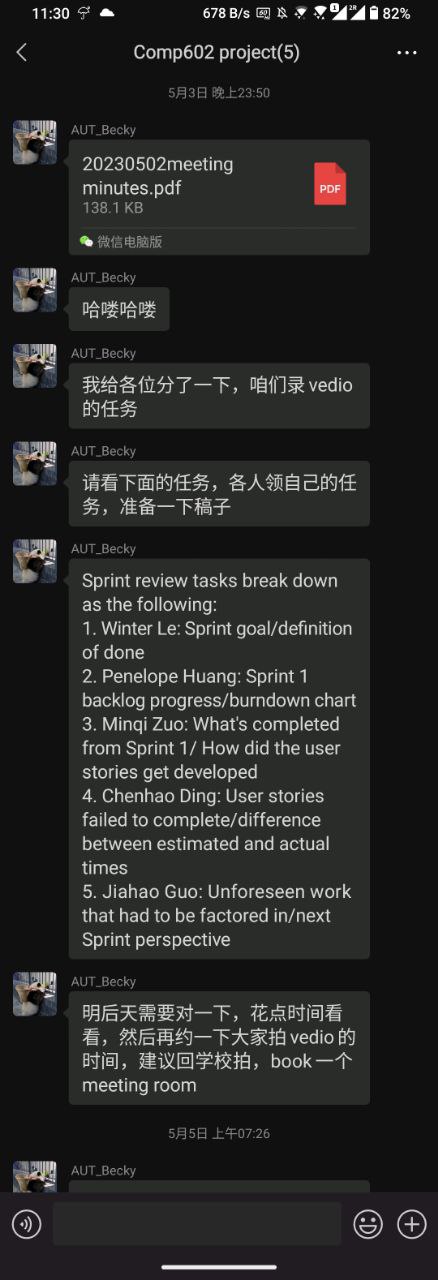 11:30
678 B/s
60
1
2R
82%
Comp602 project(5)
5月3日 晚上23:50
AUT_Becky
20230502meeting
minutes.pdf
138.1 KB
PDF
微信电脑版
AUT_Becky
哈喽哈喽
AUT_Becky
我给各位分了一下，咱们录 vedio
的任务
AUT_Becky
请看下面的任务，各人领自己的任
务，准备一下稿子
AUT_Becky
Sprint review tasks break down
as the following:
1. Winter Le: Sprint goal/definition
of done
2. Penelope Huang: Sprint 1
backlog progress/burndown chart
3. Minqi Zuo: What's completed
from Sprint 1/ How did the user
stories get developed
4. Chenhao Ding: User stories
failed to complete/difference
between estimated and actual
times
5. Jiahao Guo: Unforeseen work
that had to be factored in/next
Sprint perspective
AUT_Becky
明后天需要对一下，花点时间看
看，然后再约一下大家拍 vedio 的
时间，建议回学校拍，book 一个
meeting room
5月5日 上午07:26
AUT_Becky